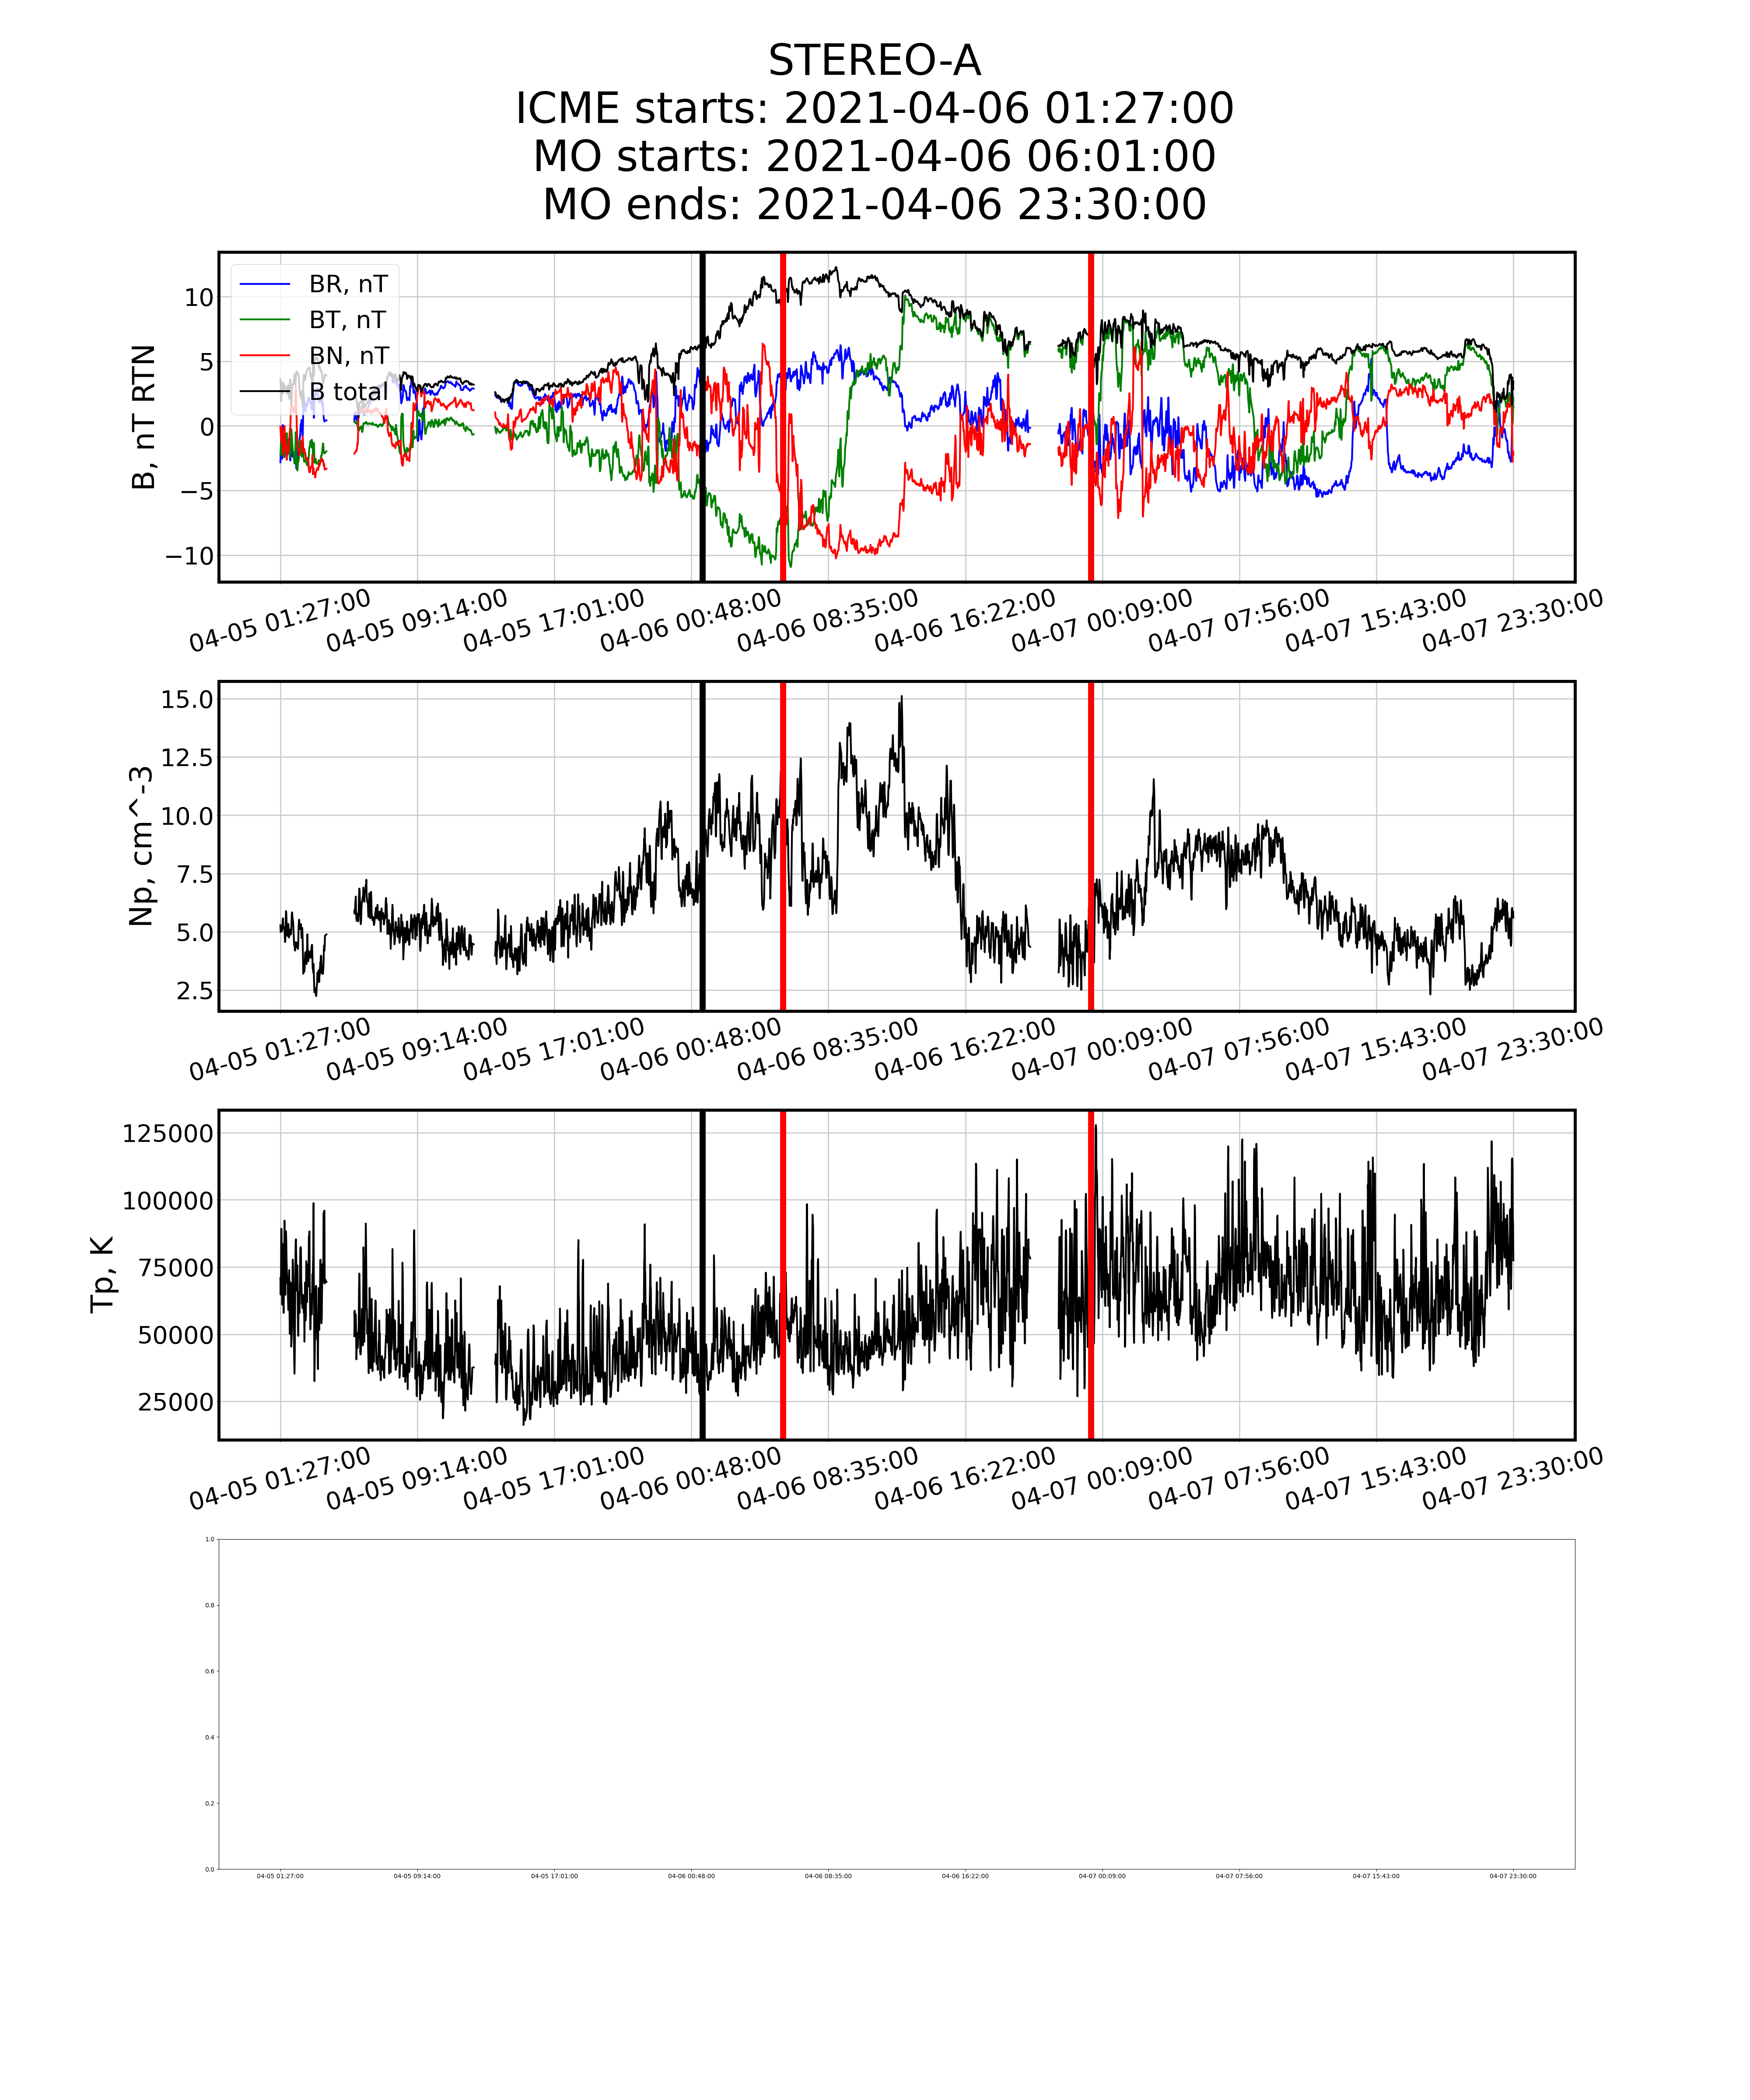 STEREO-A
ICME starts: 2021-04-06 01:27:00
MO starts: 2021-04-06 06:01:00
MO ends: 2021-04-06 23:30:00
BR, nT
BT, nT
BN, nT
B total
B, nT RTN
10
5
0
−5
−10
04-05 01:27:00 04-05 09:14:00 04-05 17:01:00 04-06 00:48:00 04-06 08:35:00 04-06 16:22:00 04-07 00:09:00 04-07 07:56:00 04-07 15:43:00 04-07 23:30:00
Np, cm^-3
15.0
12.5
10.0
7.5
5.0
2.5
04-05 01:27:00 04-05 09:14:00 04-05 17:01:00 04-06 00:48:00 04-06 08:35:00 04-06 16:22:00 04-07 00:09:00 04-07 07:56:00 04-07 15:43:00 04-07 23:30:00
Tp, K
125000
100000
75000
50000
25000
04-05 01:27:00 04-05 09:14:00 04-05 17:01:00 04-06 00:48:00 04-06 08:35:00 04-06 16:22:00 04-07 00:09:00 04-07 07:56:00 04-07 15:43:00 04-07 23:30:00
1.0
0.8
0.6
0.4
0.2
0.0
04-05 01:27:00 04-05 09:14:00 04-05 17:01:00 04-06 00:48:00 04-06 08:35:00 04-06 16:22:00 04-07 00:09:00 04-07 07:56:00 04-07 15:43:00 04-07 23:30:00